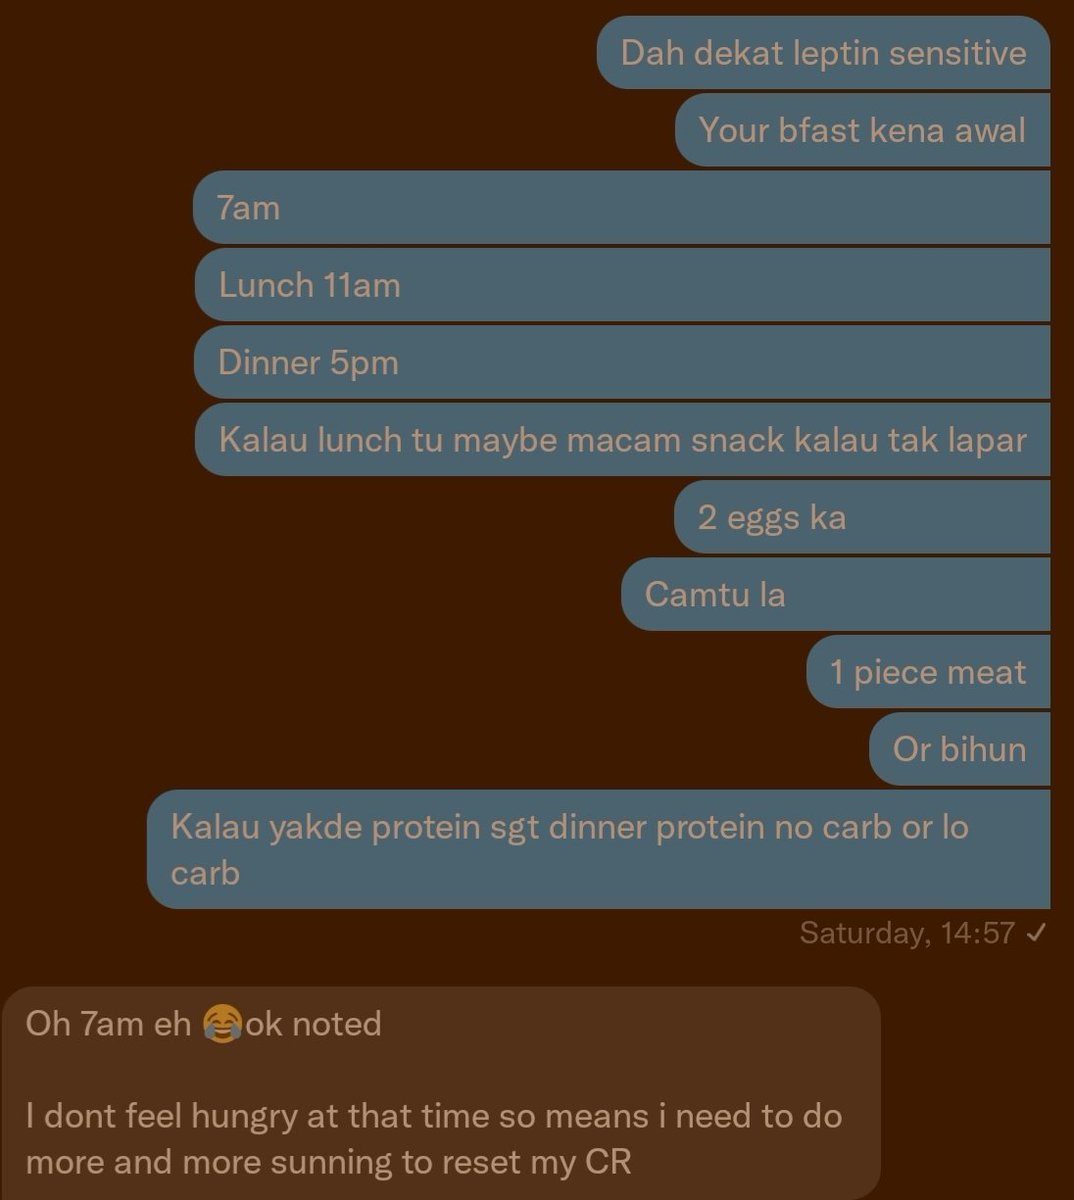 Dah dekat leptin sensitive
Your bfast kena awal
7am
Lunch 11am
Dinner 5pm
Kalau lunch tu maybe macam snack kalau tak lapar
2 eggs ka
Camtu la
1 piece meat
Or bihun
Kalau yakde protein sgt dinner protein no carb or lo
carb
Saturday, 14:57 ✓
Oh 7am eh 😂ok noted
I dont feel hungry at that time so means i need to do
more and more sunning to reset my CR